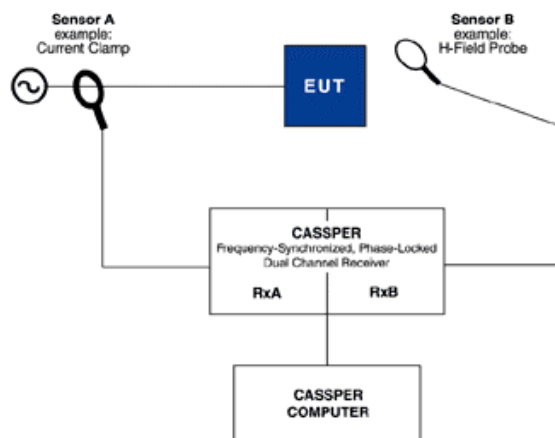 Sensor A
example:
Current Clamp
Sensor B
example:
H-Field Probe
EUT
CASSPER
Frequency-Synchronized, Phase-Locked
Dual Channel Receiver
RxA
RxB
CASSPER
COMPUTER